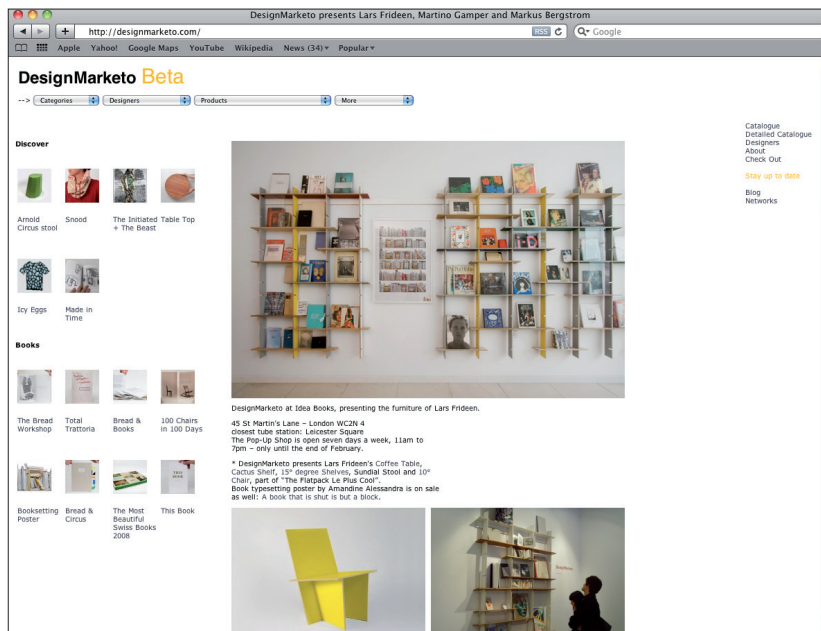 DesignMarketo presents Lars Frideen, Martino Gamper and Markus Bergstrom
http://designmarketo.com/
RSS
Google
Apple Yahoo! Google Maps YouTube Wikipedia News (34) Popular
DesignMarketo Beta
--> Categories Designers Products More
Catalogue
Detailed Catalogue
Designers
About
Check Out
Stay up to date
Blog
Networks
Discover
Arnold
Circus stool
Snood
The Initiated
+ The Beast
Table Top
Icy Eggs
Made in
Time
Books
The Bread
Workshop
Total
Trattoria
Bread &
Books
100 Chairs
in 100 Days
Booksetting
Poster
Bread &
Circus
The Most
Beautiful
Swiss Books
2008
This Book
DesignMarketo at Idea Books, presenting the furniture of Lars Frideen.
45 St Martin's Lane – London WC2N 4
closest tube station: Leicester Square
The Pop-Up Shop is open seven days a week, 11am to
7pm – only until the end of February.
* DesignMarketo presents Lars Frideen's Coffee Table,
Cactus Shelf, 15° degree Shelves, Sundial Stool and 10°
Chair, part of "The Flatpack Le Plus Cool".
Book typesetting poster by Amandine Alessandra is on sale
as well: A book that is shut is but a block.